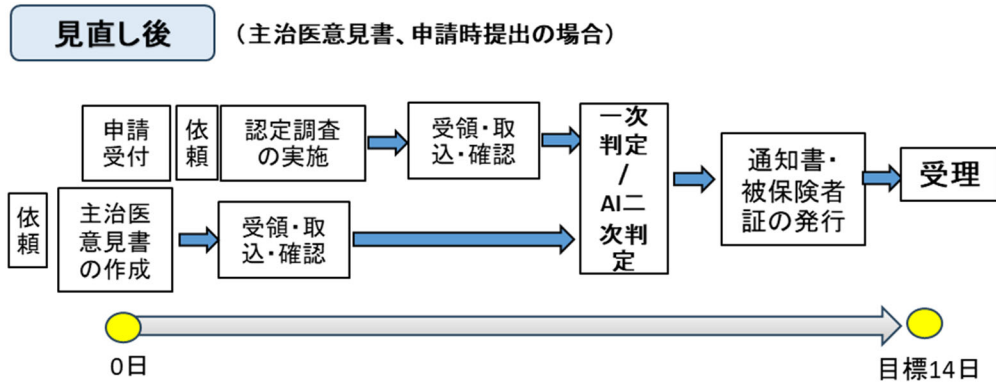 見直し後
（主治医意見書、申請時提出の場合）
申請
受付
依
頼
認定調査
の実施
受領・取
込・確認
一次
判定
/
AI二
次判
定
通知書・
被保険者
証の発行
受理
依
頼
主治医
意見書
の作成
受領・取
込・確認
0日
目標14日